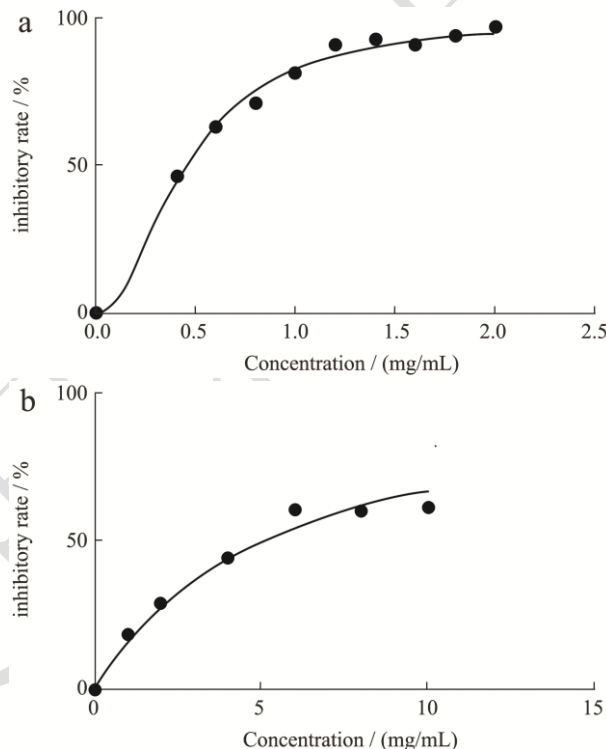 a
100
50
0
inhibitory rate / %
0.0 0.5 1.0 1.5 2.0 2.5
Concentration / (mg/mL)
b
100
50
0
inhibitory rate / %
0 5 10 15
Concentration / (mg/mL)